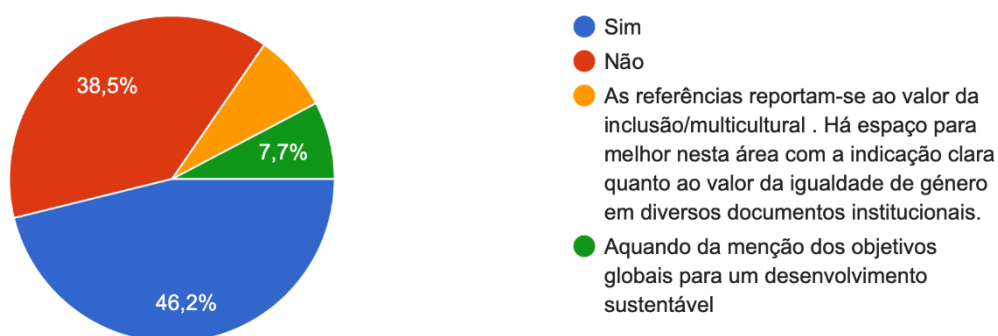 38,5%
7,7%
46,2%
Sim
Não
As referências reportam-se ao valor da
inclusão/multicultural . Há espaço para
melhor nesta área com a indicação clara
quanto ao valor da igualdade de género
em diversos documentos institucionais.
Aquando da menção dos objetivos
globais para um desenvolvimento
sustentável